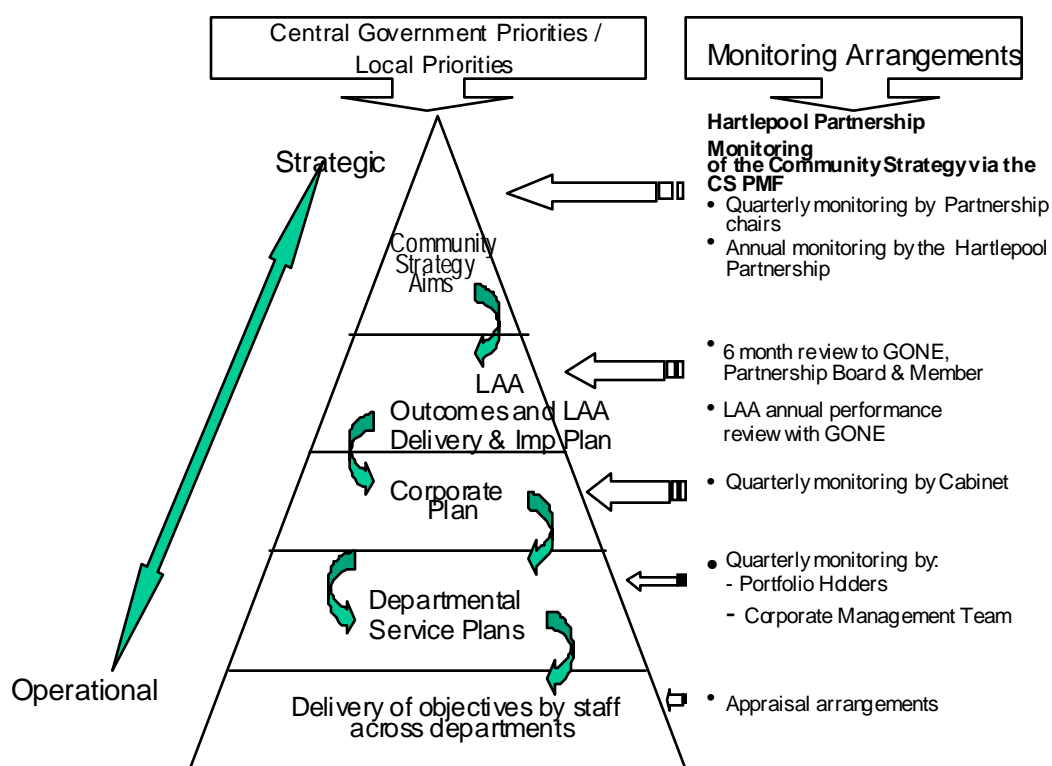 Central Government Priorities /
Local Priorities
Monitoring Arrangements
Strategic
Operational
Community
Strategy
Aims
LAA
Outcomes and LAA
Delivery & Imp Plan
Corporate
Plan
Departmental
Service Plans
Delivery of objectives by staff
across departments
Hartlepool Partnership
Monitoring
of the Community Strategy via the
CS PMF
• Quarterly monitoring by Partnership
chairs
• Annual monitoring by the Hartlepool
Partnership
• 6 month review to GONE,
Partnership Board & Member
• LAA annual performance
review with GONE
• Quarterly monitoring by Cabinet
• Quarterly monitoring by:
- Portfolio Hdders
- Corporate Management Team
• Appraisal arrangements